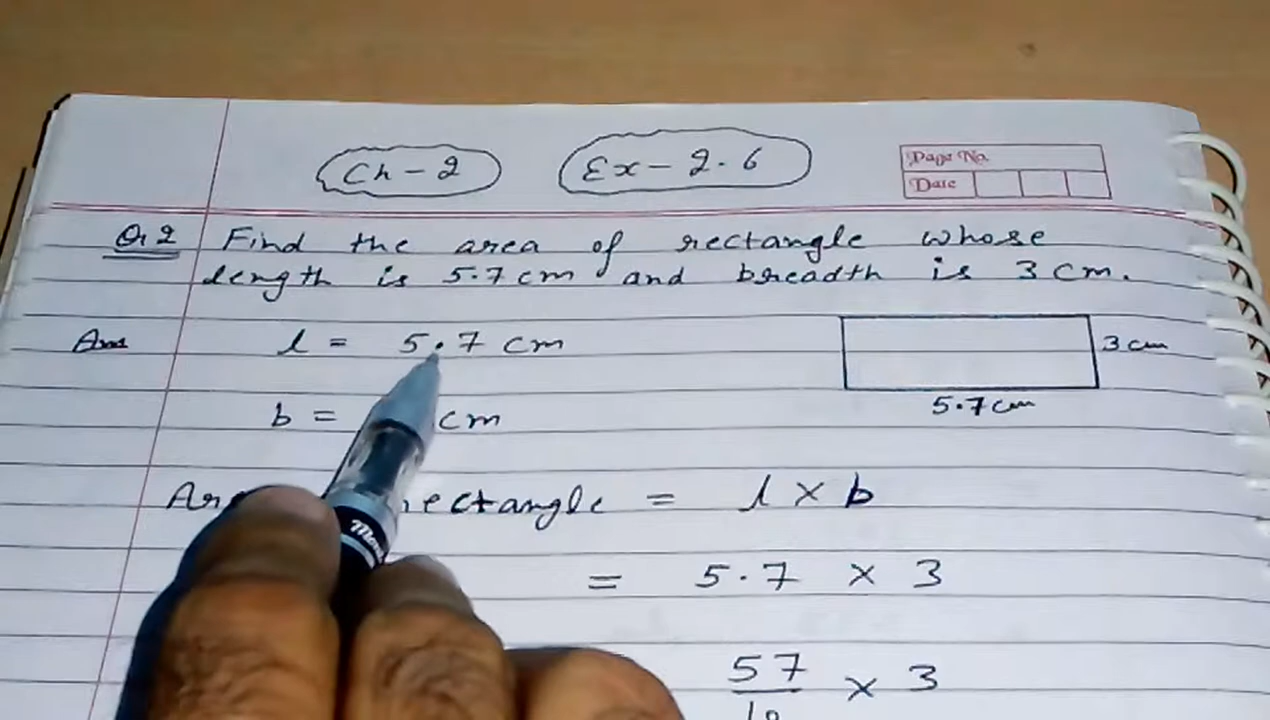 Ch - 2 Ex - 2.6
Page No.
Date
Q 2 Find the area of rectangle whose
length is 5.7 cm and breadth is 3 cm.
Ans l = 5.7 cm
3 cm
5.7 cm
b = cm
rectangle = l × b
= 5.7 × 3
57/10 × 3